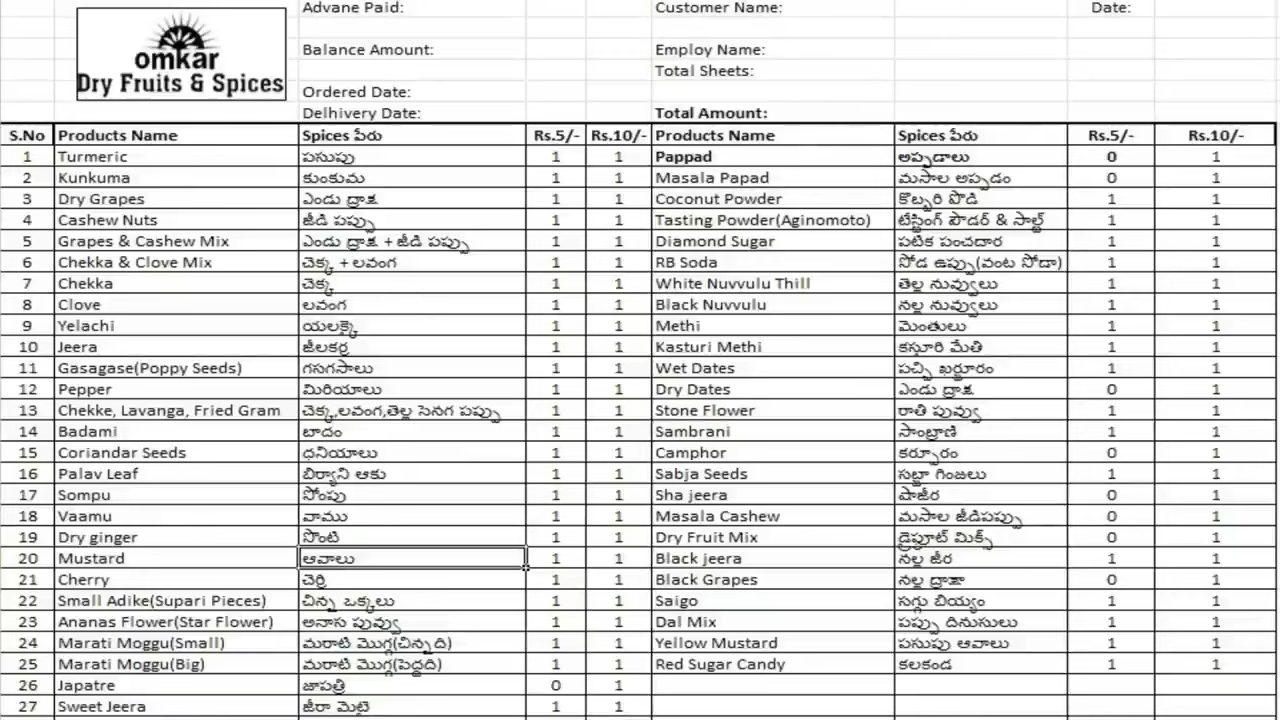 Advane Paid: Customer Name: Date:
omkar
Dry Fruits & Spices
Balance Amount: Employ Name:
Total Sheets:
Ordered Date:
Delhivery Date: Total Amount:
S.No Products Name Spices పేరు Rs.5/- Rs.10/- Products Name Spices పేరు Rs.5/- Rs.10/-
1 Turmeric పసుపు 1 1 Pappad అప్పడాలు 0 1
2 Kunkuma కుంకుమ 1 1 Masala Papad మసాల అప్పడం 0 1
3 Dry Grapes ఎండు ద్రాక్ష 1 1 Coconut Powder కొబ్బరి పొడి 1 1
4 Cashew Nuts జీడి పప్పు 1 1 Tasting Powder(Aginomoto) టేస్టింగ్ పౌడర్ & సాల్ట్ 1 1
5 Grapes & Cashew Mix ఎండు ద్రాక్ష + జీడి పప్పు 1 1 Diamond Sugar పటిక పంచదార 1 1
6 Chekka & Clove Mix చెక్క + లవంగ 1 1 RB Soda సోడ ఉప్పు(వంట సోడా) 1 1
7 Chekka చెక్క 1 1 White Nuvvulu Thill తెల్ల నువ్వులు 1 1
8 Clove లవంగ 1 1 Black Nuvvulu నల్ల నువ్వులు 1 1
9 Yelachi యలక్కై 1 1 Methi మెంతులు 1 1
10 Jeera జీలకర్ర 1 1 Kasturi Methi కస్తూరి మేతి 1 1
11 Gasagase(Poppy Seeds) గసగసాలు 1 1 Wet Dates పచ్చి ఖర్జూరం 1 1
12 Pepper మిరియాలు 1 1 Dry Dates ఎండు ద్రాక్ష 0 1
13 Chekke, Lavanga, Fried Gram చెక్క,లవంగ,తెల్ల సెనగ పప్పు 1 1 Stone Flower రాతి పువ్వు 1 1
14 Badami బాదం 1 1 Sambrani సాంబ్రాణి 1 1
15 Coriandar Seeds ధనియాలు 1 1 Camphor కర్పూరం 0 1
16 Palav Leaf బిర్యాని ఆకు 1 1 Sabja Seeds సబ్జా గింజలు 1 1
17 Sompu సోంపు 1 1 Sha jeera షాజీర 0 1
18 Vaamu వాము 1 1 Masala Cashew మసాల జీడిపప్పు 0 1
19 Dry ginger సొంటి 1 1 Dry Fruit Mix డ్రైఫ్రూట్ మిక్స్ 0 1
20 Mustard ఆవాలు 1 1 Black jeera నల్ల జీర 1 1
21 Cherry చెర్రి 1 1 Black Grapes నల్ల ద్రాక్షా 0 1
22 Small Adike(Supari Pieces) చిన్న ఒక్కలు 1 1 Saigo సగ్గు బియ్యం 1 1
23 Ananas Flower(Star Flower) అనాస పువ్వు 1 1 Dal Mix పప్పు దినుసులు 1 1
24 Marati Moggu(Small) మరాటి మొగ్గ(చిన్నది) 1 1 Yellow Mustard పసుపు ఆవాలు 1 1
25 Marati Moggu(Big) మరాటి మొగ్గ(పెద్దది) 1 1 Red Sugar Candy కలకండ 1 1
26 Japatre జాపత్రి 0 1
27 Sweet Jeera జీరా మెటై 1 1